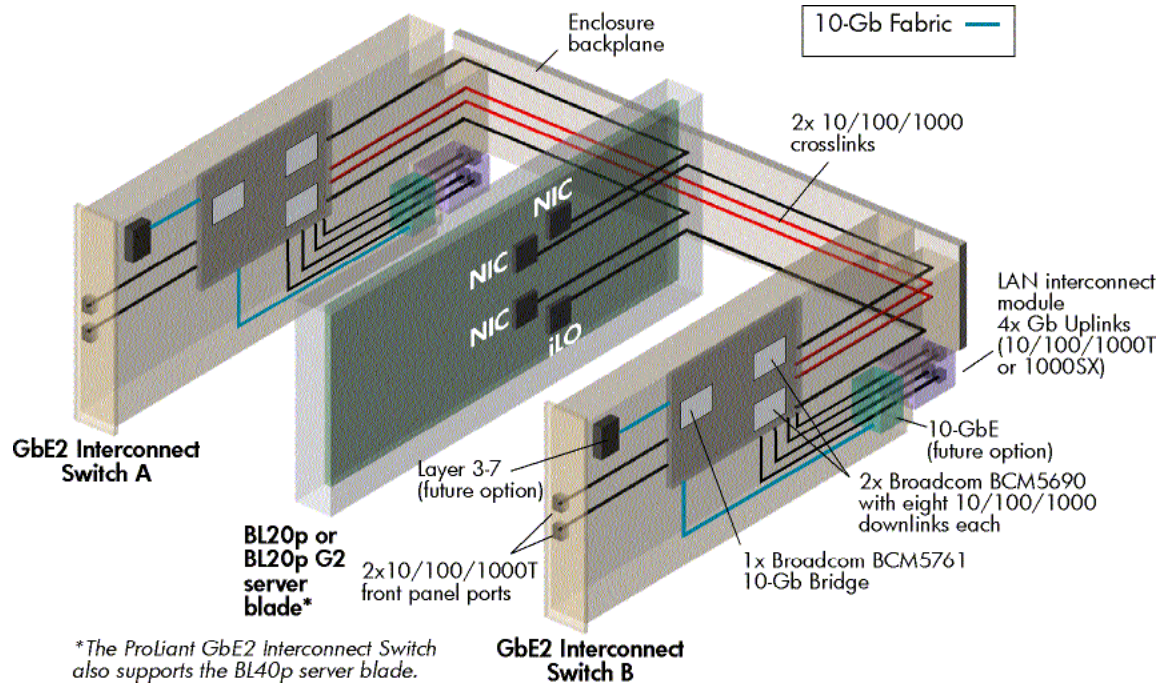 Enclosure
backplane
10-Gb Fabric
2x 10/100/1000
crosslinks
NIC
NIC
NIC
iLO
LAN interconnect
module
4x Gb Uplinks
(10/100/1000T
or 1000SX)
GbE2 Interconnect
Switch A
Layer 3-7
(future option)
10-GbE
(future option)
2x Broadcom BCM5690
with eight 10/100/1000
downlinks each
BL20p or
BL20p G2
server
blade*
2x10/100/1000T
front panel ports
1x Broadcom BCM5761
10-Gb Bridge
*The ProLiant GbE2 Interconnect Switch
also supports the BL40p server blade.
GbE2 Interconnect
Switch B